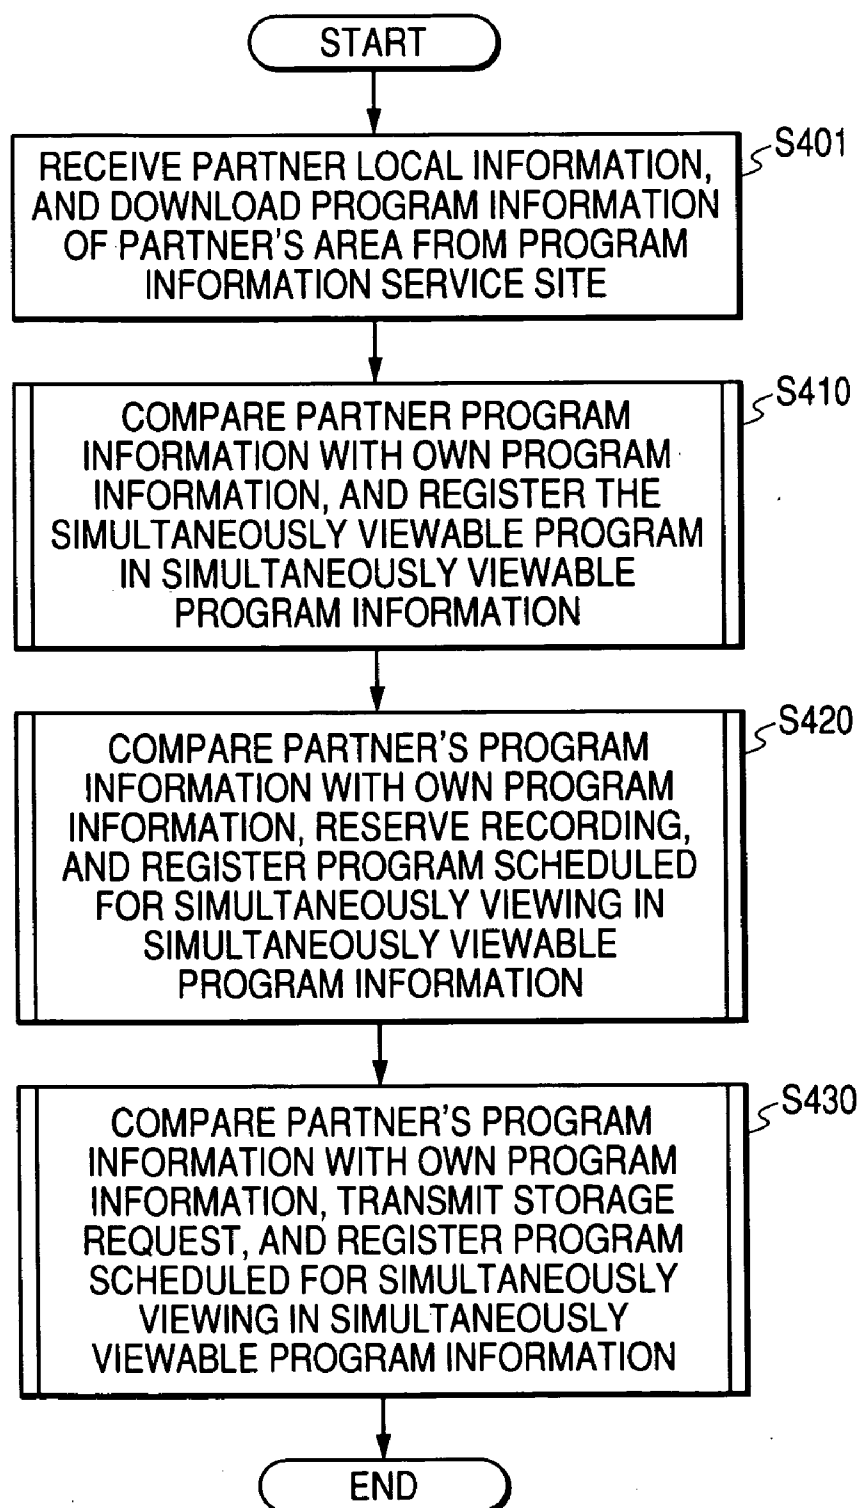 START
S401
RECEIVE PARTNER LOCAL INFORMATION,
AND DOWNLOAD PROGRAM INFORMATION
OF PARTNER'S AREA FROM PROGRAM
INFORMATION SERVICE SITE
S410
COMPARE PARTNER PROGRAM
INFORMATION WITH OWN PROGRAM
INFORMATION, AND REGISTER THE
SIMULTANEOUSLY VIEWABLE PROGRAM
IN SIMULTANEOUSLY VIEWABLE
PROGRAM INFORMATION
S420
COMPARE PARTNER'S PROGRAM
INFORMATION WITH OWN PROGRAM
INFORMATION, RESERVE RECORDING,
AND REGISTER PROGRAM SCHEDULED
FOR SIMULTANEOUSLY VIEWING IN
SIMULTANEOUSLY VIEWABLE
PROGRAM INFORMATION
S430
COMPARE PARTNER'S PROGRAM
INFORMATION WITH OWN PROGRAM
INFORMATION, TRANSMIT STORAGE
REQUEST, AND REGISTER PROGRAM
SCHEDULED FOR SIMULTANEOUSLY
VIEWING IN SIMULTANEOUSLY
VIEWABLE PROGRAM INFORMATION
END